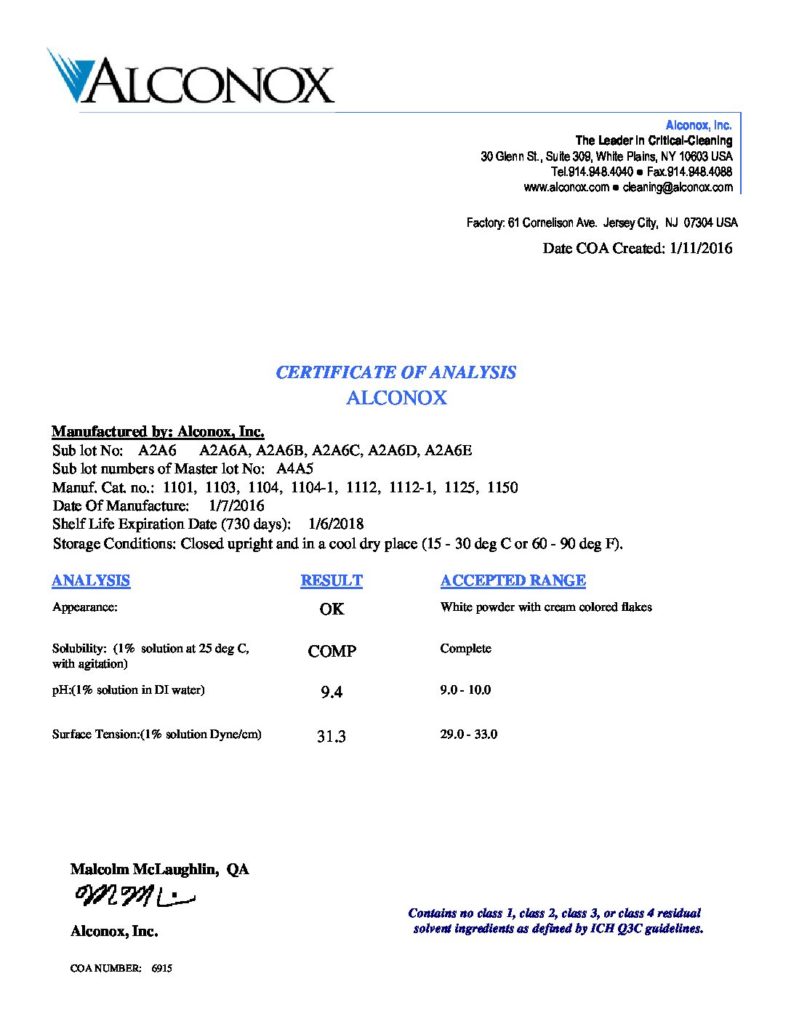 ALCONOX
Alconox, Inc.
The Leader in Critical-Cleaning
30 Glenn St., Suite 309, White Plains, NY 10603 USA
Tel.914.948.4040 ● Fax.914.948.4088
www.alconox.com ● cleaning@alconox.com
Factory: 61 Cornelison Ave. Jersey City, NJ 07304 USA
Date COA Created: 1/11/2016
CERTIFICATE OF ANALYSIS
ALCONOX
Manufactured by: Alconox, Inc.
Sub lot No: A2A6 A2A6A, A2A6B, A2A6C, A2A6D, A2A6E
Sub lot numbers of Master lot No: A4A5
Manuf. Cat. no.: 1101, 1103, 1104, 1104-1, 1112, 1112-1, 1125, 1150
Date Of Manufacture: 1/7/2016
Shelf Life Expiration Date (730 days): 1/6/2018
Storage Conditions: Closed upright and in a cool dry place (15 - 30 deg C or 60 - 90 deg F).
ANALYSIS RESULT ACCEPTED RANGE
Appearance: OK White powder with cream colored flakes
Solubility: (1% solution at 25 deg C, COMP Complete
with agitation)
pH:(1% solution in DI water) 9.4 9.0 - 10.0
Surface Tension:(1% solution Dyne/cm) 31.3 29.0 - 33.0
Malcolm McLaughlin, QA
Alconox, Inc.
Contains no class 1, class 2, class 3, or class 4 residual
solvent ingredients as defined by ICH Q3C guidelines.
COA NUMBER: 6915